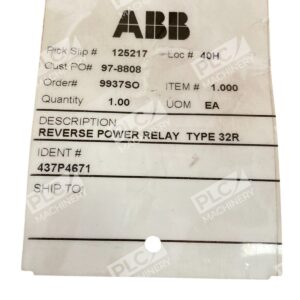 ABB
Pick Slip # 125217 Loc # 40H
Cust PO# 97-8808
Order# 9937SO ITEM # 1.000
Quantity 1.00 UOM EA
DESCRIPTION
REVERSE POWER RELAY TYPE 32R
IDENT #
437P4671
SHIP TO
PLC MACHINERY